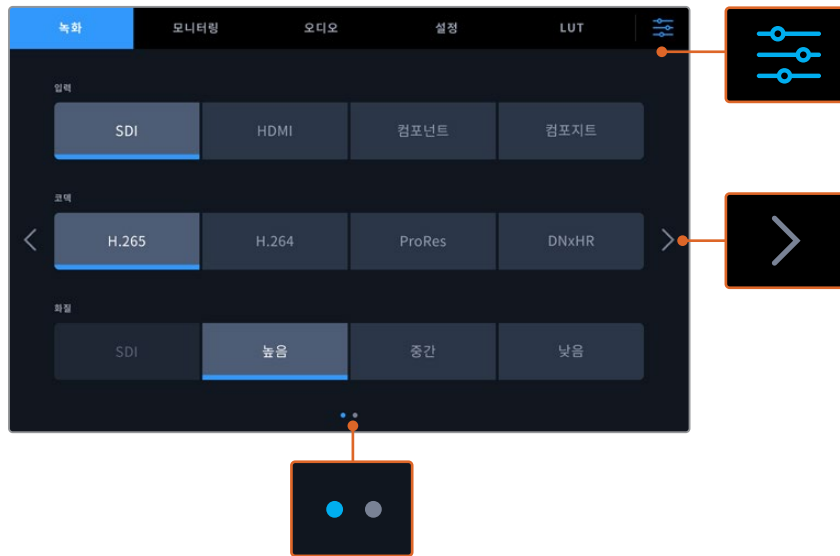 녹화 모니터링 오디오 설정 LUT
입력
SDI HDMI 컴포넌트 컴포지트
코덱
H.265 H.264 ProRes DNxHR
화질
SDI 높음 중간 낮음